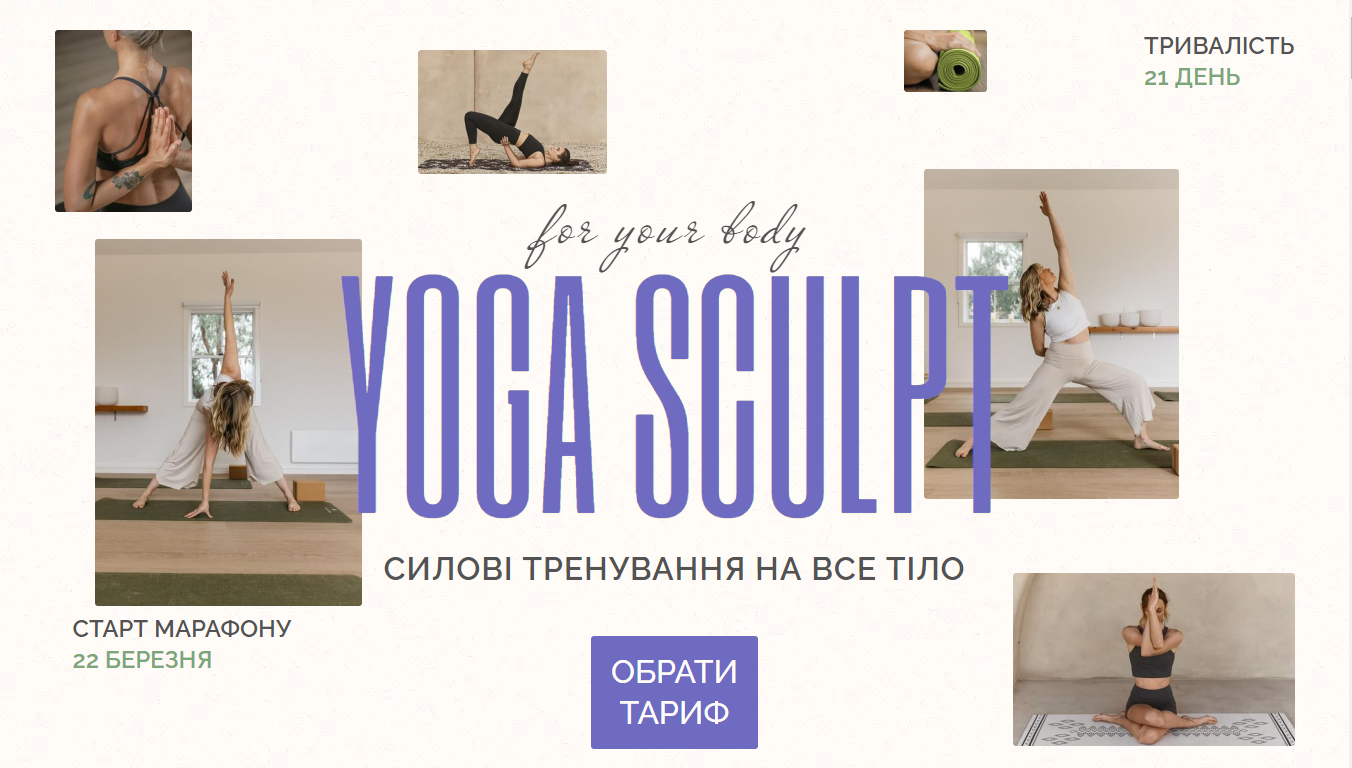 ТРИВАЛІСТЬ
21 ДЕНЬ
for your body
YOGA SCULPT
СИЛОВІ ТРЕНУВАННЯ НА ВСЕ ТІЛО
СТАРТ МАРАФОНУ
22 БЕРЕЗНЯ
ОБРАТИ
ТАРИФ